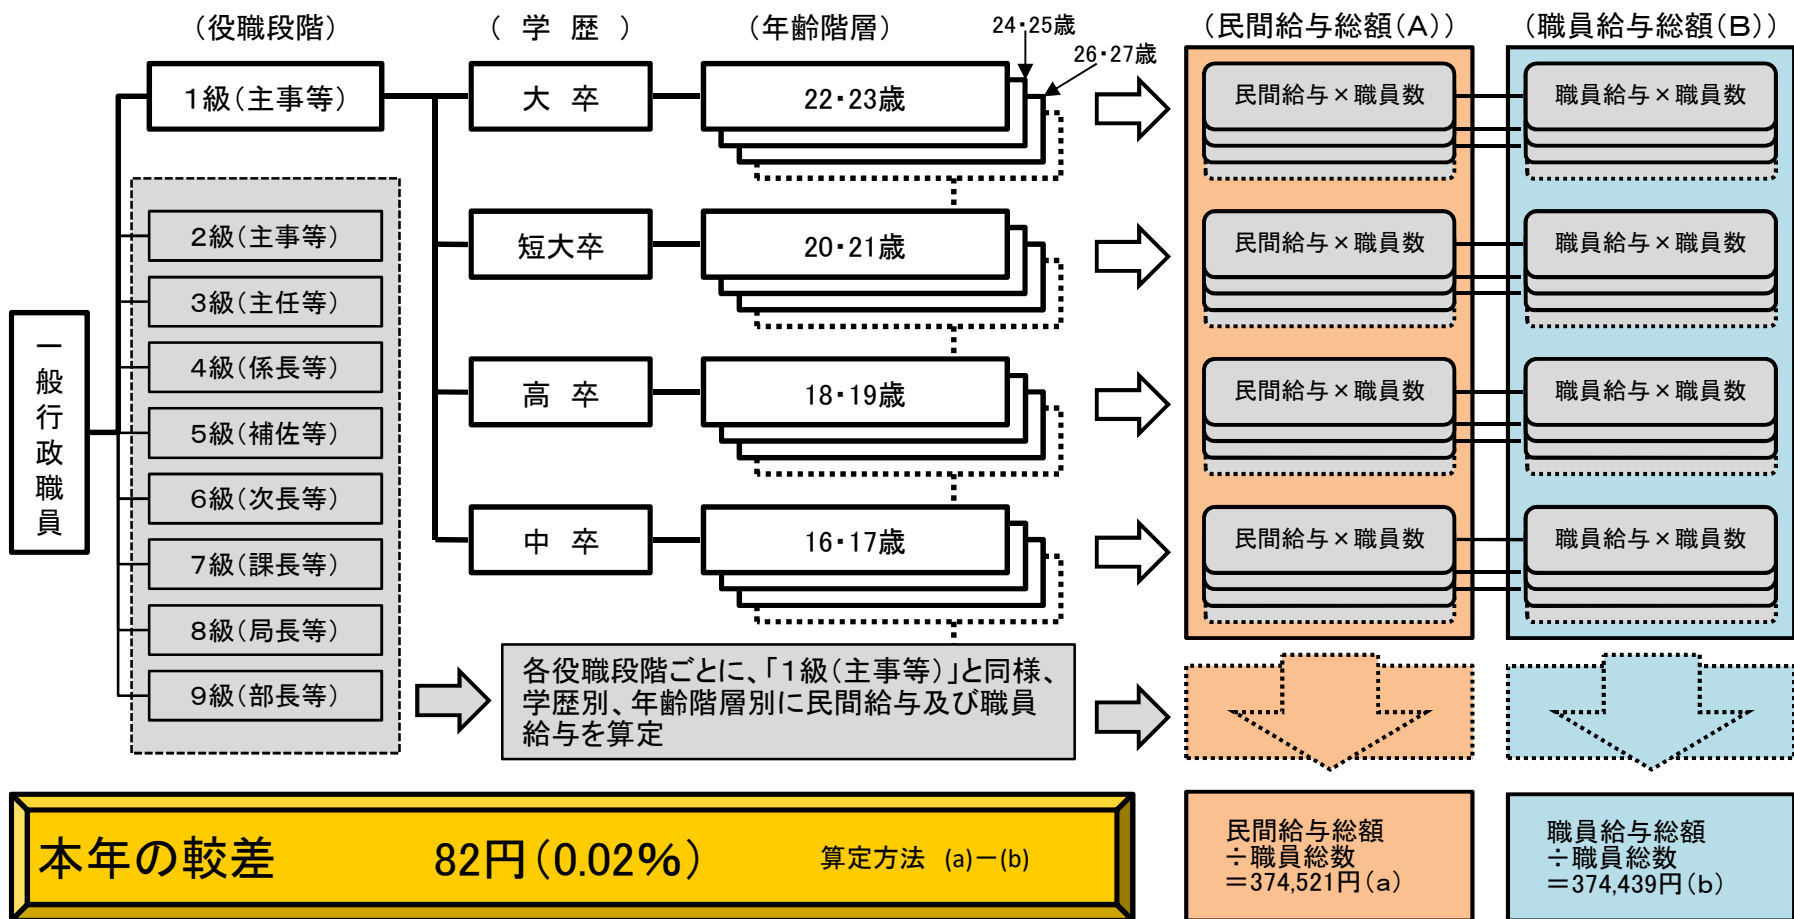 (役職段階)
(学歴)
(年齢階層)
24・25歳
26・27歳
(民間給与総額(A))
(職員給与総額(B))
一般行政職員
1級(主事等)
2級(主事等)
3級(主任等)
4級(係長等)
5級(補佐等)
6級(次長等)
7級(課長等)
8級(局長等)
9級(部長等)
大卒
22・23歳
民間給与×職員数
職員給与×職員数
短大卒
20・21歳
民間給与×職員数
職員給与×職員数
高卒
18・19歳
民間給与×職員数
職員給与×職員数
中卒
16・17歳
民間給与×職員数
職員給与×職員数
各役職段階ごとに、「1級(主事等)」と同様、
学歴別、年齢階層別に民間給与及び職員
給与を算定
本年の較差 82円(0.02%) 算定方法 (a)-(b)
民間給与総額
÷職員総数
=374,521円(a)
職員給与総額
÷職員総数
=374,439円(b)